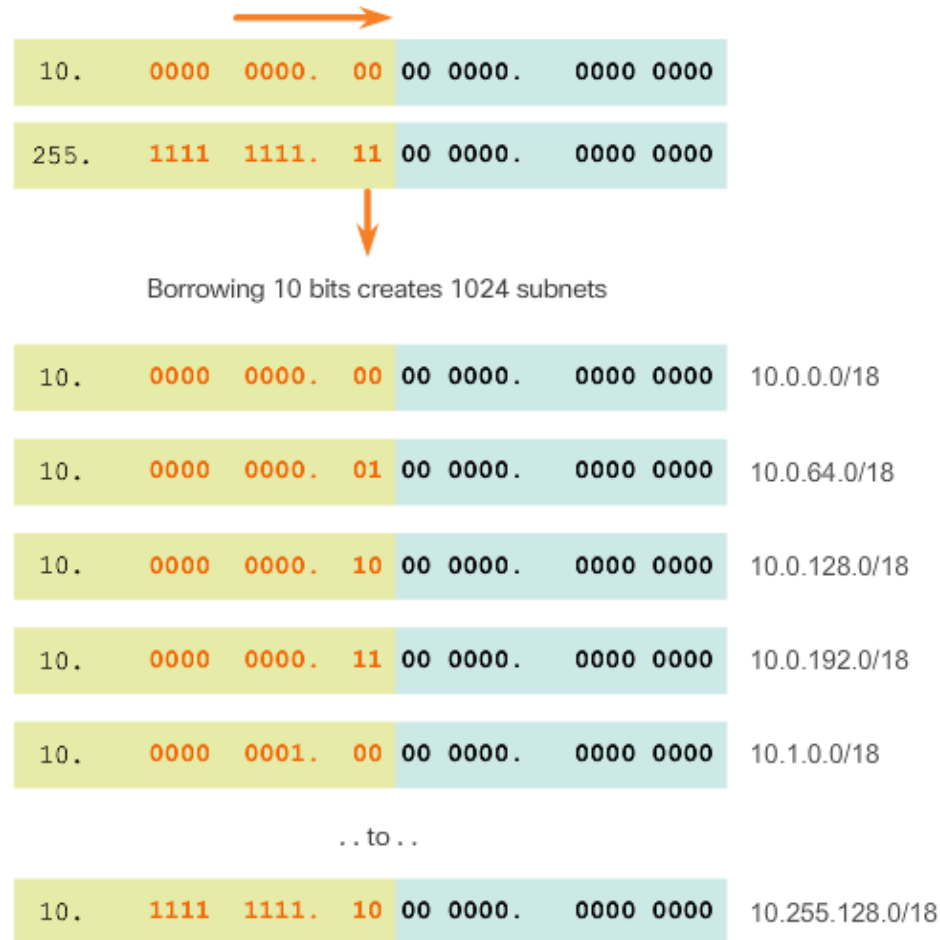 10. 0000 0000. 00 00 0000. 0000 0000
255. 1111 1111. 11 00 0000. 0000 0000
Borrowing 10 bits creates 1024 subnets
10. 0000 0000. 00 00 0000. 0000 0000 10.0.0.0/18
10. 0000 0000. 01 00 0000. 0000 0000 10.0.64.0/18
10. 0000 0000. 10 00 0000. 0000 0000 10.0.128.0/18
10. 0000 0000. 11 00 0000. 0000 0000 10.0.192.0/18
10. 0000 0001. 00 00 0000. 0000 0000 10.1.0.0/18
. . to . .
10. 1111 1111. 10 00 0000. 0000 0000 10.255.128.0/18